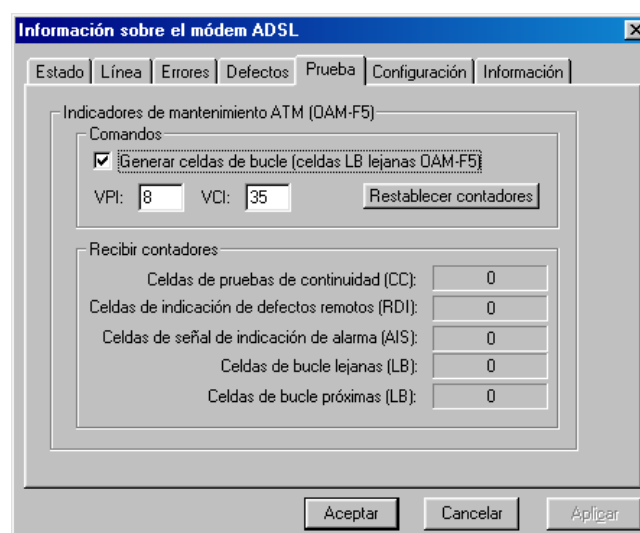 Información sobre el módem ADSL
Estado Línea Errores Defectos Prueba Configuración Información
Indicadores de mantenimiento ATM (OAM-F5)
Comandos
Generar celdas de bucle (celdas LB lejanas OAM-F5)
VPI: 8 VCI: 35 Restablecer contadores
Recibir contadores
Celdas de pruebas de continuidad (CC): 0
Celdas de indicación de defectos remotos (RDI): 0
Celdas de señal de indicación de alarma (AIS): 0
Celdas de bucle lejanas (LB): 0
Celdas de bucle próximas (LB): 0
Aceptar Cancelar Aplicar